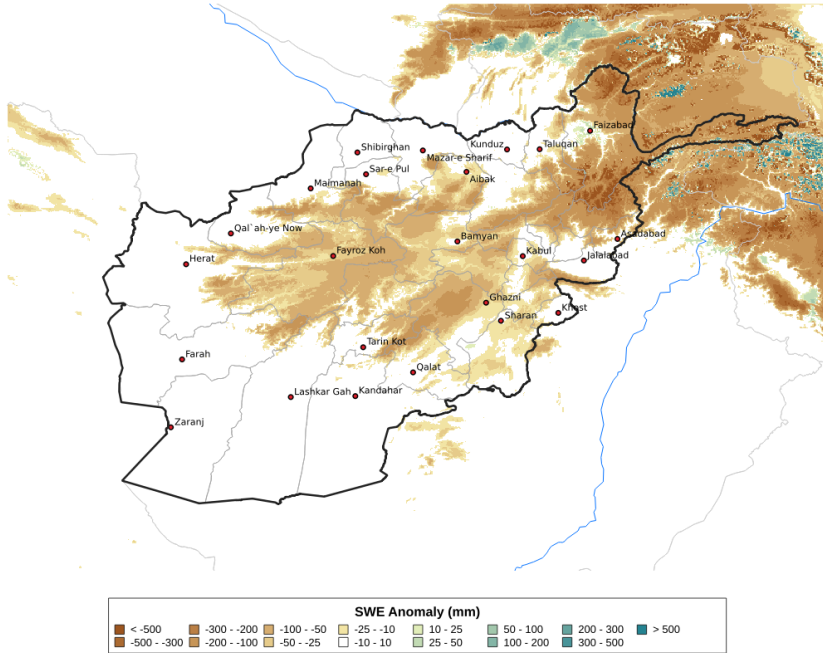 Faizabad
Shibirghan
Kunduz
Taluqan
Mazar-e Sharif
Sar-e Pul
Aibak
Maimanah
Qal`ah-ye Now
Bamyan
Asadabad
Herat
Fayroz Koh
Kabul
Jalalabad
Ghazni
Sharan
Khost
Tarin Kot
Farah
Qalat
Lashkar Gah
Kandahar
Zaranj
SWE Anomaly (mm)
< -500 -300 - -200 -100 - -50 -25 - -10 10 - 25 50 - 100 200 - 300 > 500
-500 - -300 -200 - -100 -50 - -25 -10 - 10 25 - 50 100 - 200 300 - 500